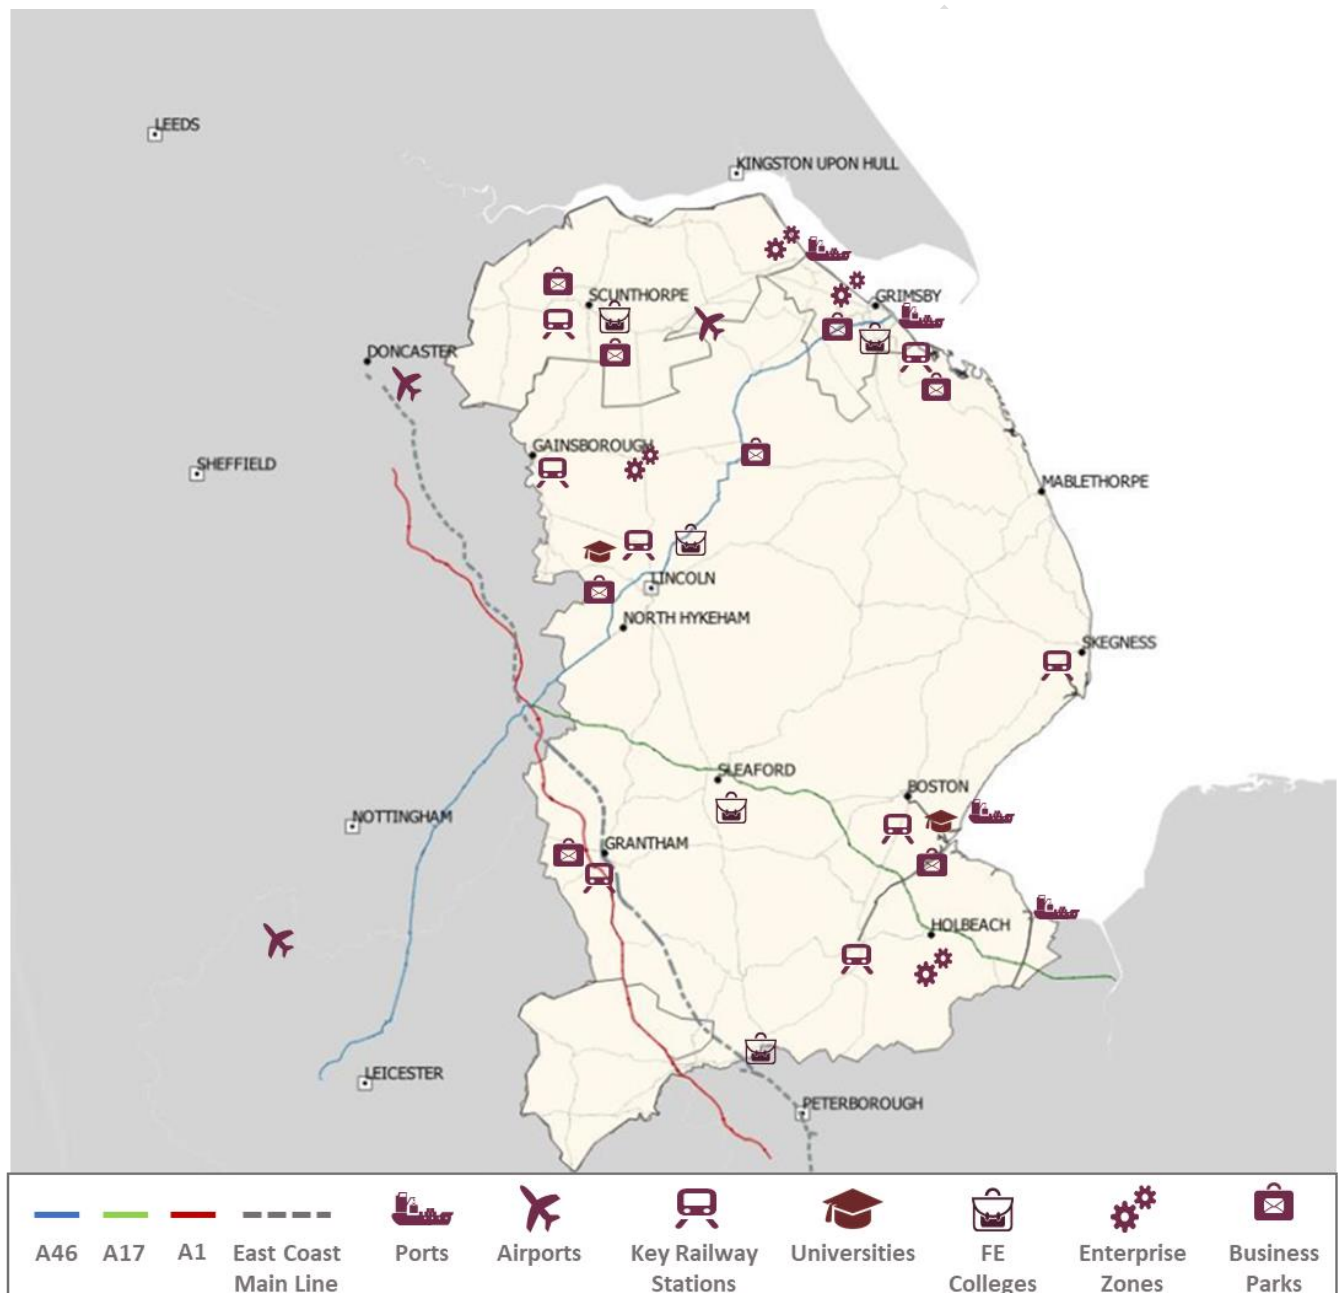 LEEDS
KINGSTON UPON HULL
SCUNTHORPE
GRIMSBY
DONCASTER
GAINSBOROUGH
SHEFFIELD
MABLETHORPE
LINCOLN
NORTH HYKEHAM
SKEGNESS
SLEAFORD
BOSTON
NOTTINGHAM
GRANTHAM
HOLBEACH
LEICESTER
PETERBOROUGH
A46
A17
A1
East Coast
Main Line
Ports
Airports
Key Railway
Stations
Universities
FE
Colleges
Enterprise
Zones
Business
Parks